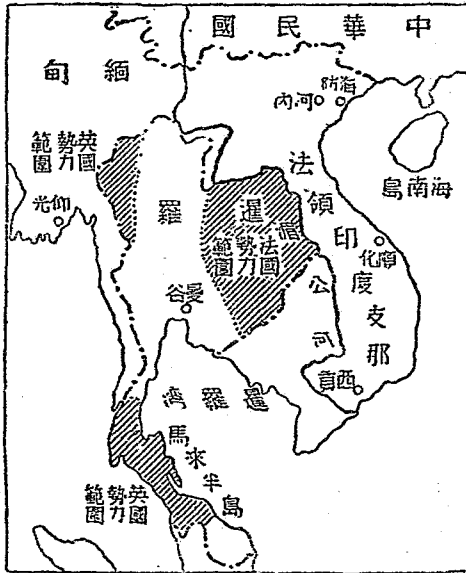 中華民國
緬甸
海防
河內
海南島
英國勢力範圍
仰光
暹羅
法國勢力範圍
法領印度支那
順化
湄公河
曼谷
西貢
暹羅湾
馬來半島
英國勢力範圍